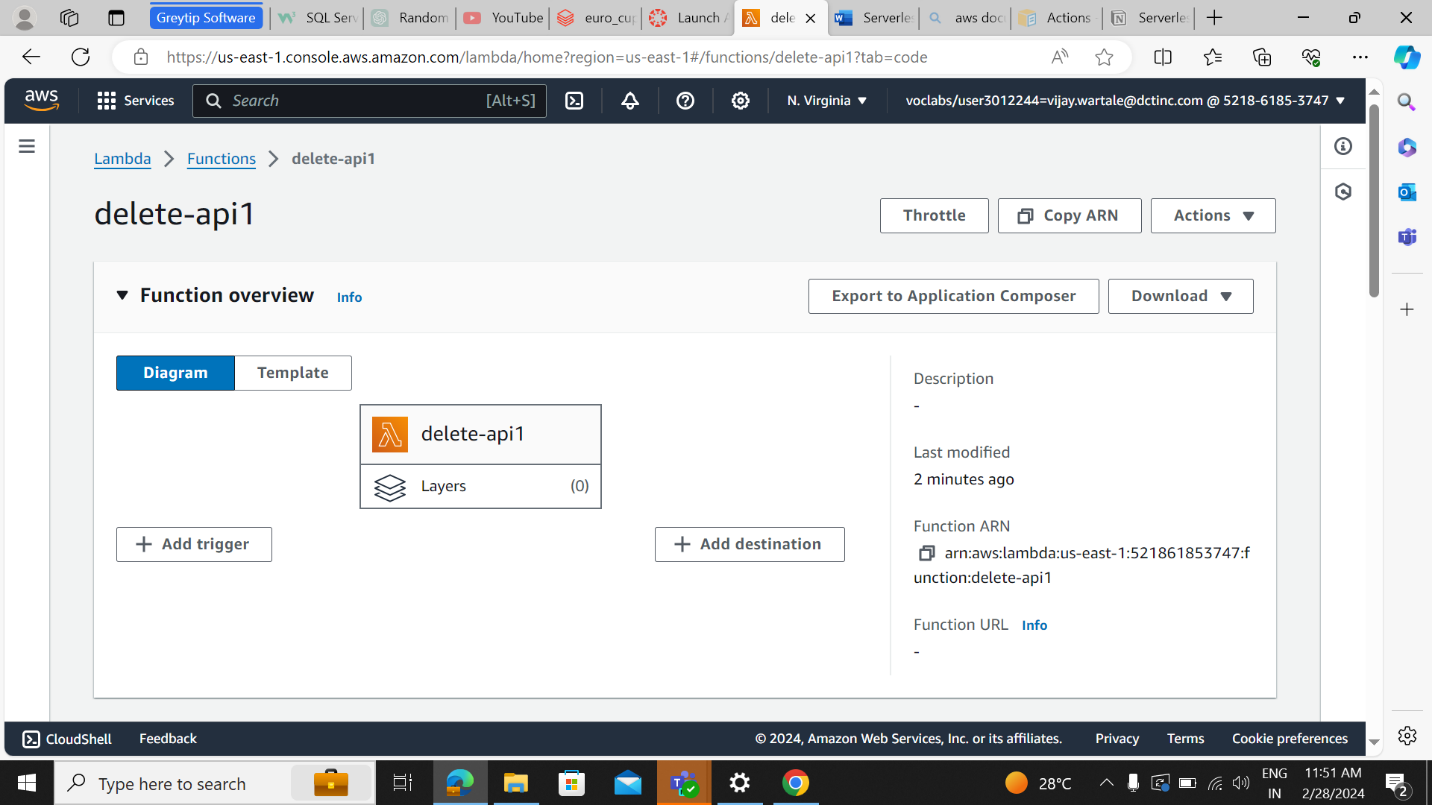 Greytip Software
SQL Serv
Random
YouTube
euro_cup
Launch A
dele
Serverles
aws doc
Actions
Serverle
https://us-east-1.console.aws.amazon.com/lambda/home?region=us-east-1#/functions/delete-api1?tab=code
aws
Services
Search
[Alt+S]
N. Virginia
voclabs/user3012244=vijay.wartale@dctinc.com @ 5218-6185-3747
Lambda
Functions
delete-api1
delete-api1
Throttle
Copy ARN
Actions
Function overview
Info
Export to Application Composer
Download
Diagram
Template
delete-api1
Layers
(0)
Add trigger
Add destination
Description
-
Last modified
2 minutes ago
Function ARN
arn:aws:lambda:us-east-1:521861853747:f
unction:delete-api1
Function URL
Info
-
CloudShell
Feedback
© 2024, Amazon Web Services, Inc. or its affiliates.
Privacy
Terms
Cookie preferences
Type here to search
28°C
ENG
IN
11:51 AM
2/28/2024
2